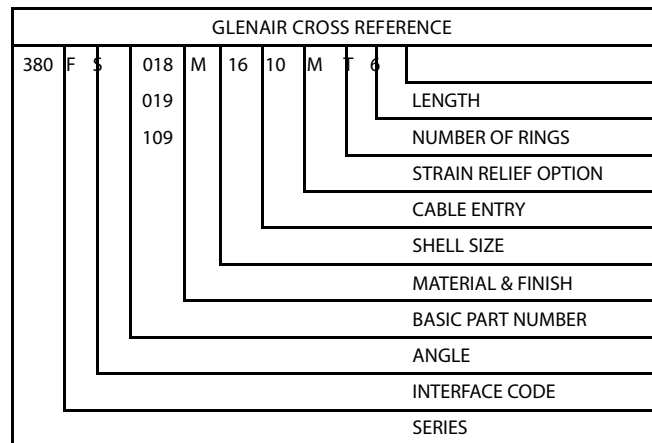 GLENAIR CROSS REFERENCE
380 F S 018 M 16 10 M T 6
019
109
LENGTH
NUMBER OF RINGS
STRAIN RELIEF OPTION
CABLE ENTRY
SHELL SIZE
MATERIAL & FINISH
BASIC PART NUMBER
ANGLE
INTERFACE CODE
SERIES